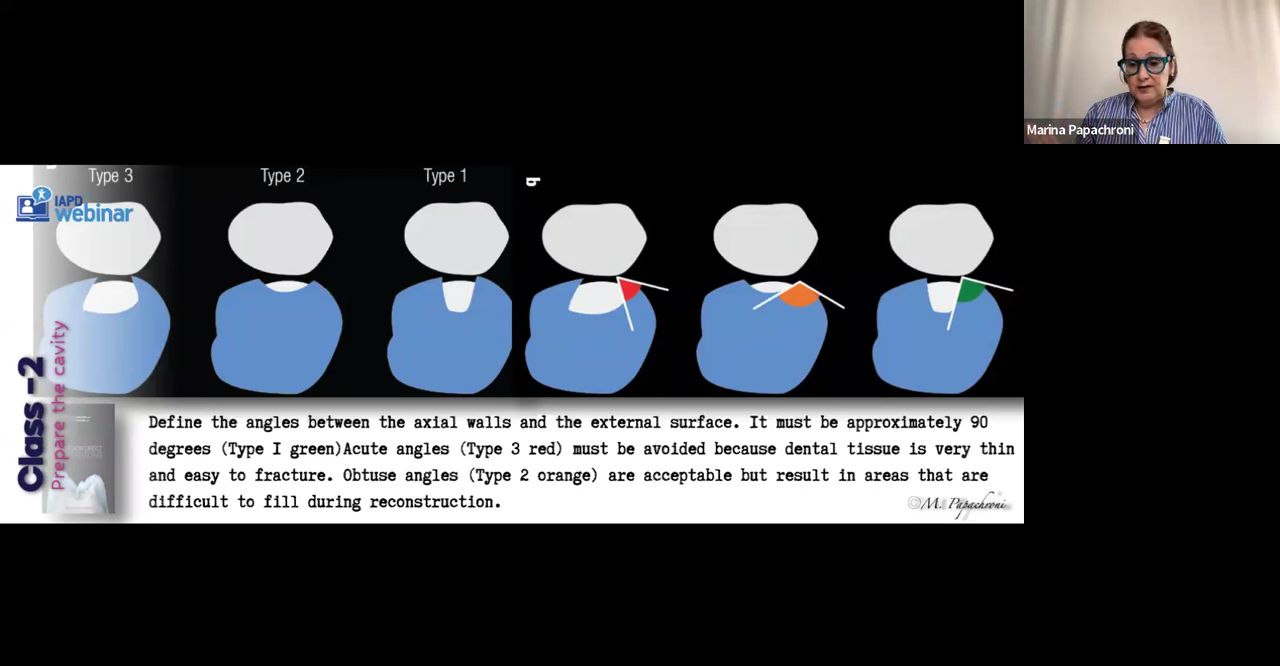 Marina Papachroni
Type 3
Type 2
Type 1
b
IAPD
webinar
Class -2
Prepare the cavity
Define the angles between the axial walls and the external surface. It must be approximately 90
degrees (Type I green)Acute angles (Type 3 red) must be avoided because dental tissue is very thin
and easy to fracture. Obtuse angles (Type 2 orange) are acceptable but result in areas that are
difficult to fill during reconstruction.
©M. Papachroni